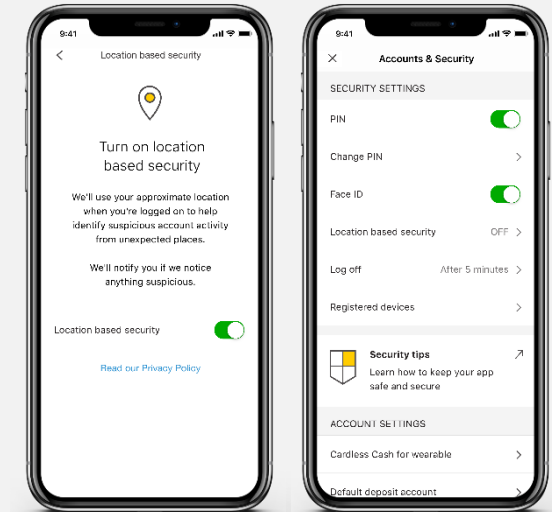 9:41
Location based security
Turn on location
based security
We'll use your approximate location
when you're logged on to help
identify suspicious account activity
from unexpected places.
We'll notify you if we notice
anything suspicious.
Location based security
Read our Privacy Policy
9:41
Accounts & Security
SECURITY SETTINGS
PIN
Change PIN
Face ID
Location based security OFF
Log off After 5 minutes
Registered devices
Security tips
Learn how to keep your app
safe and secure
ACCOUNT SETTINGS
Cardless Cash for wearable
Default deposit account